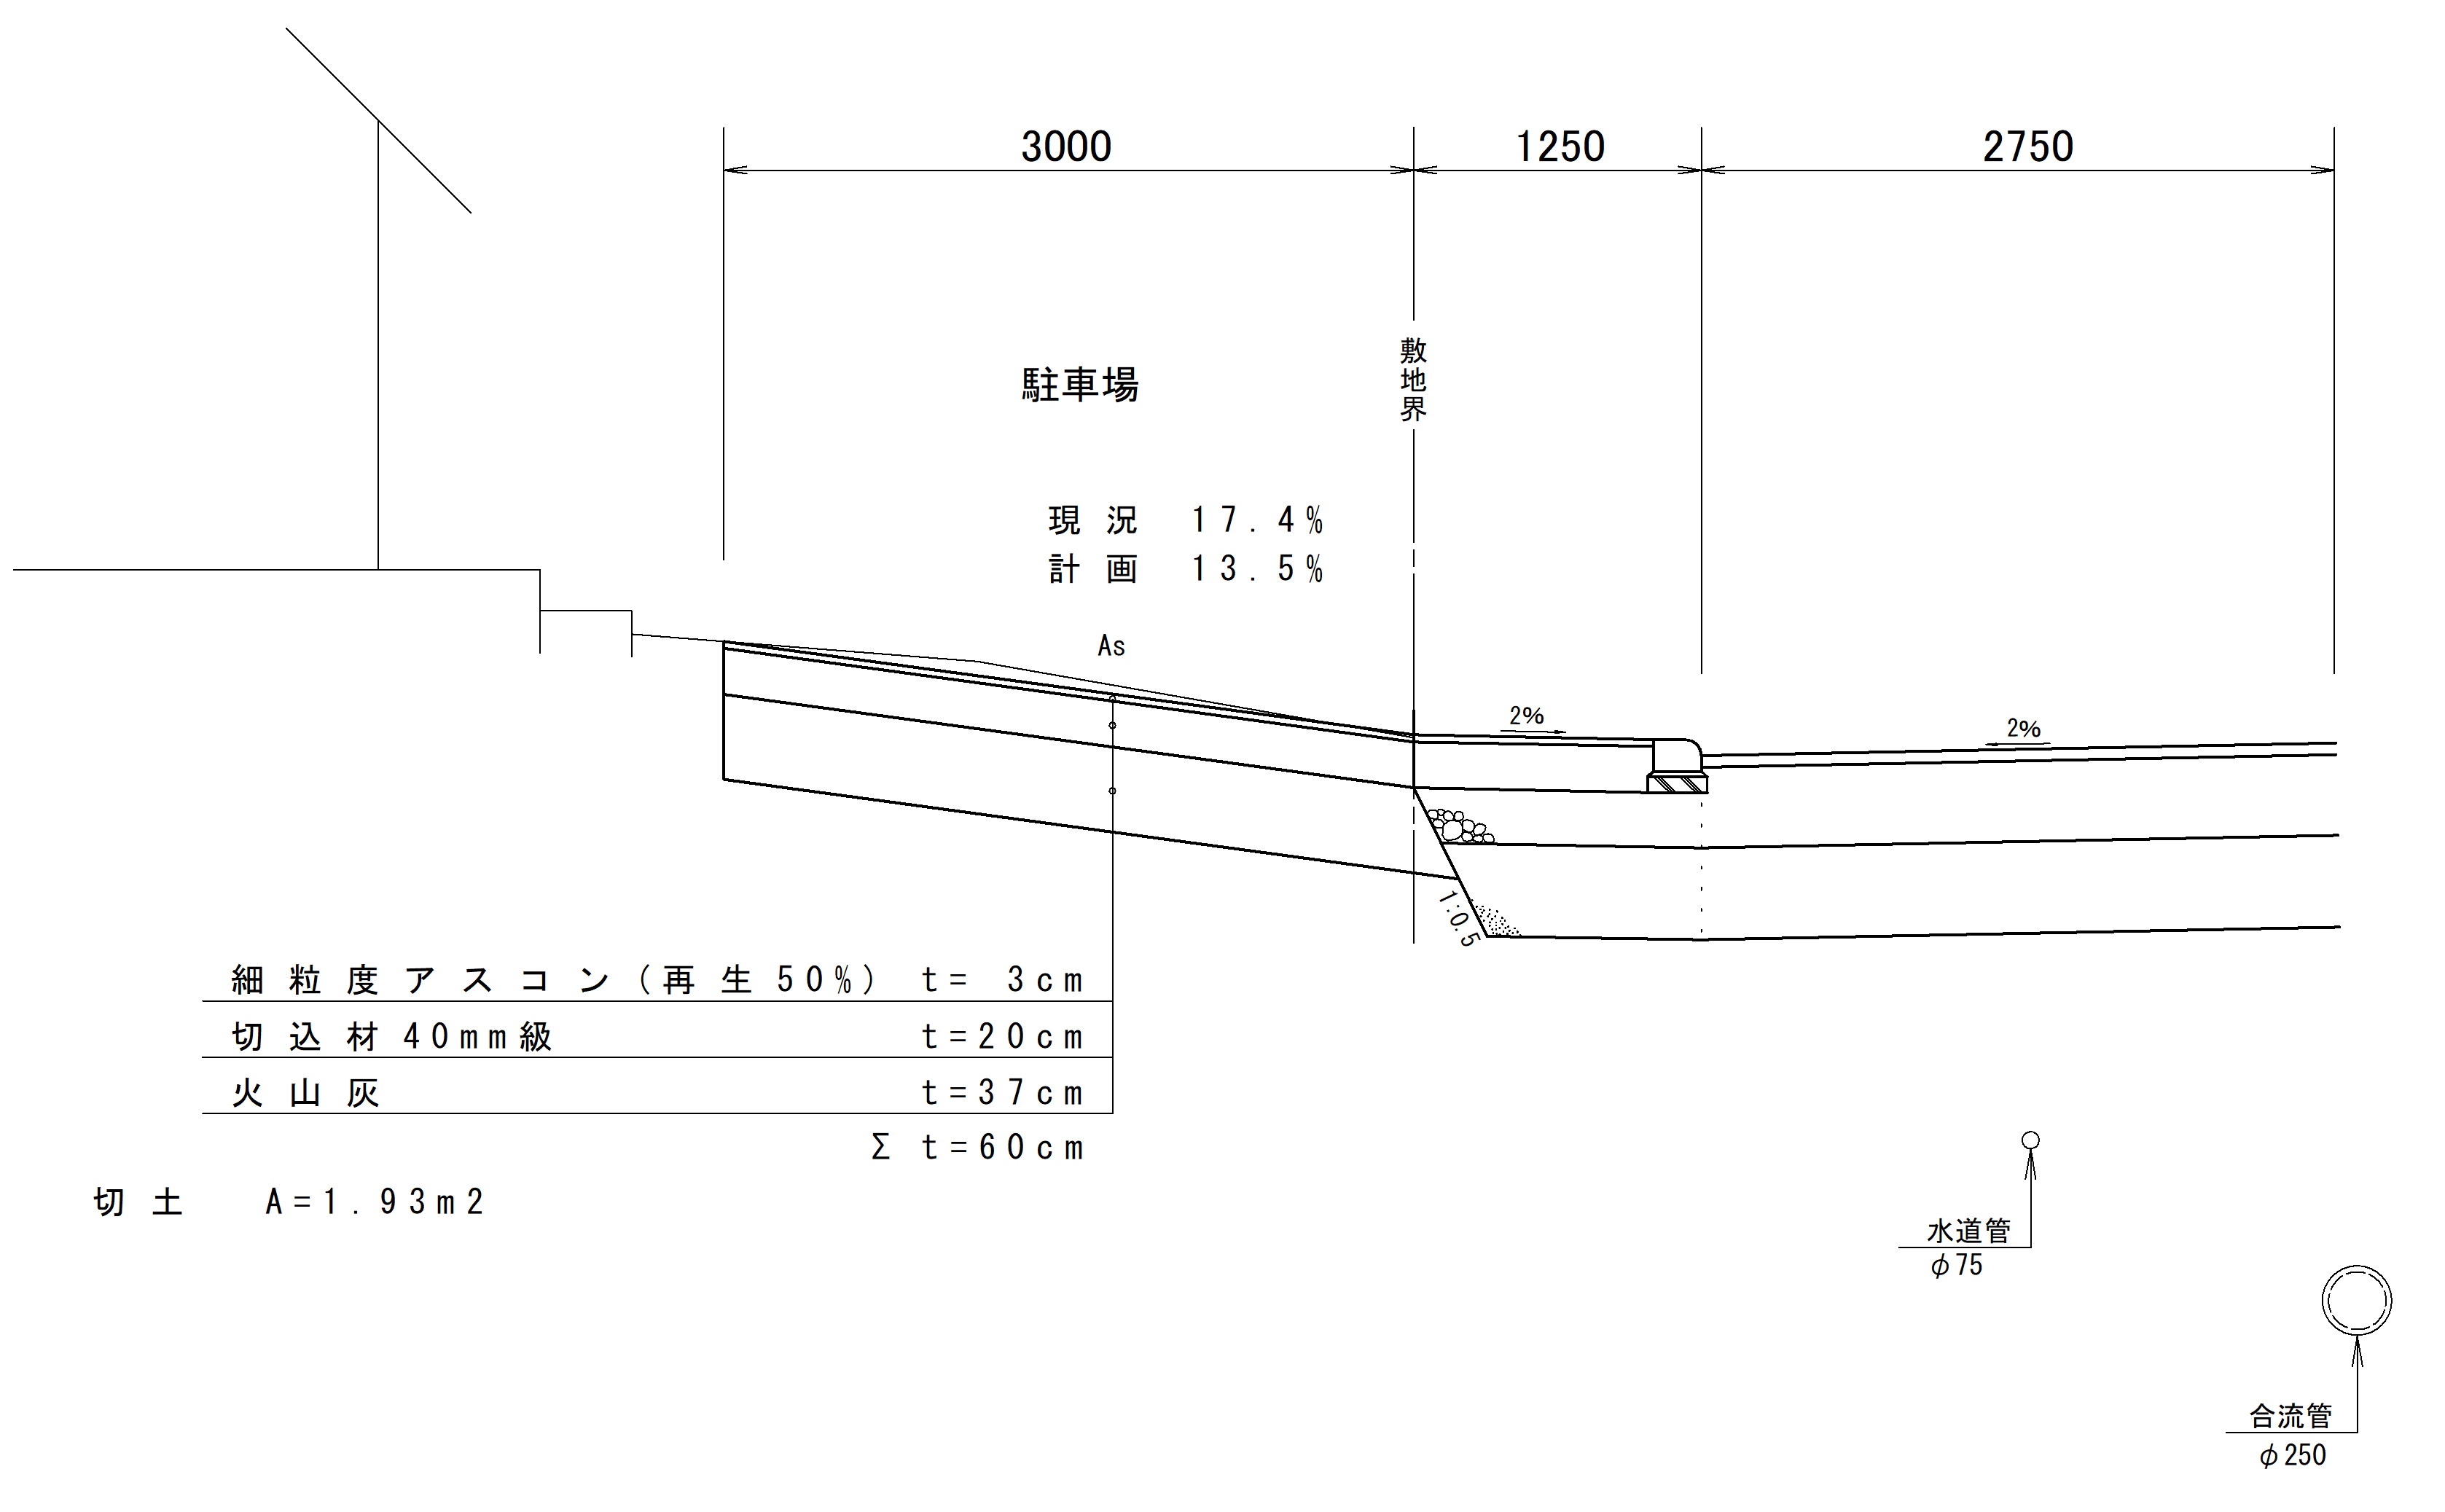 3000
1250
2750
敷地界
駐車場
現況 17.4%
計画 13.5%
As
2%
2%
1:0.5
細粒度アスコン(再生50%) t= 3cm
切込材40mm級 t=20cm
火山灰 t=37cm
Σ t=60cm
切土 A=1.93m2
水道管
φ75
合流管
φ250